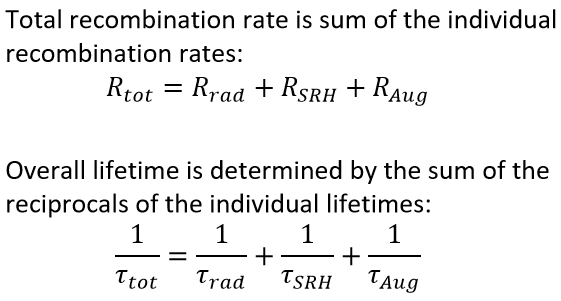 Total recombination rate is sum of the individual
recombination rates:
R_tot = R_rad + R_SRH + R_Aug
Overall lifetime is determined by the sum of the
reciprocals of the individual lifetimes:
1/τ_tot = 1/τ_rad + 1/τ_SRH + 1/τ_Aug